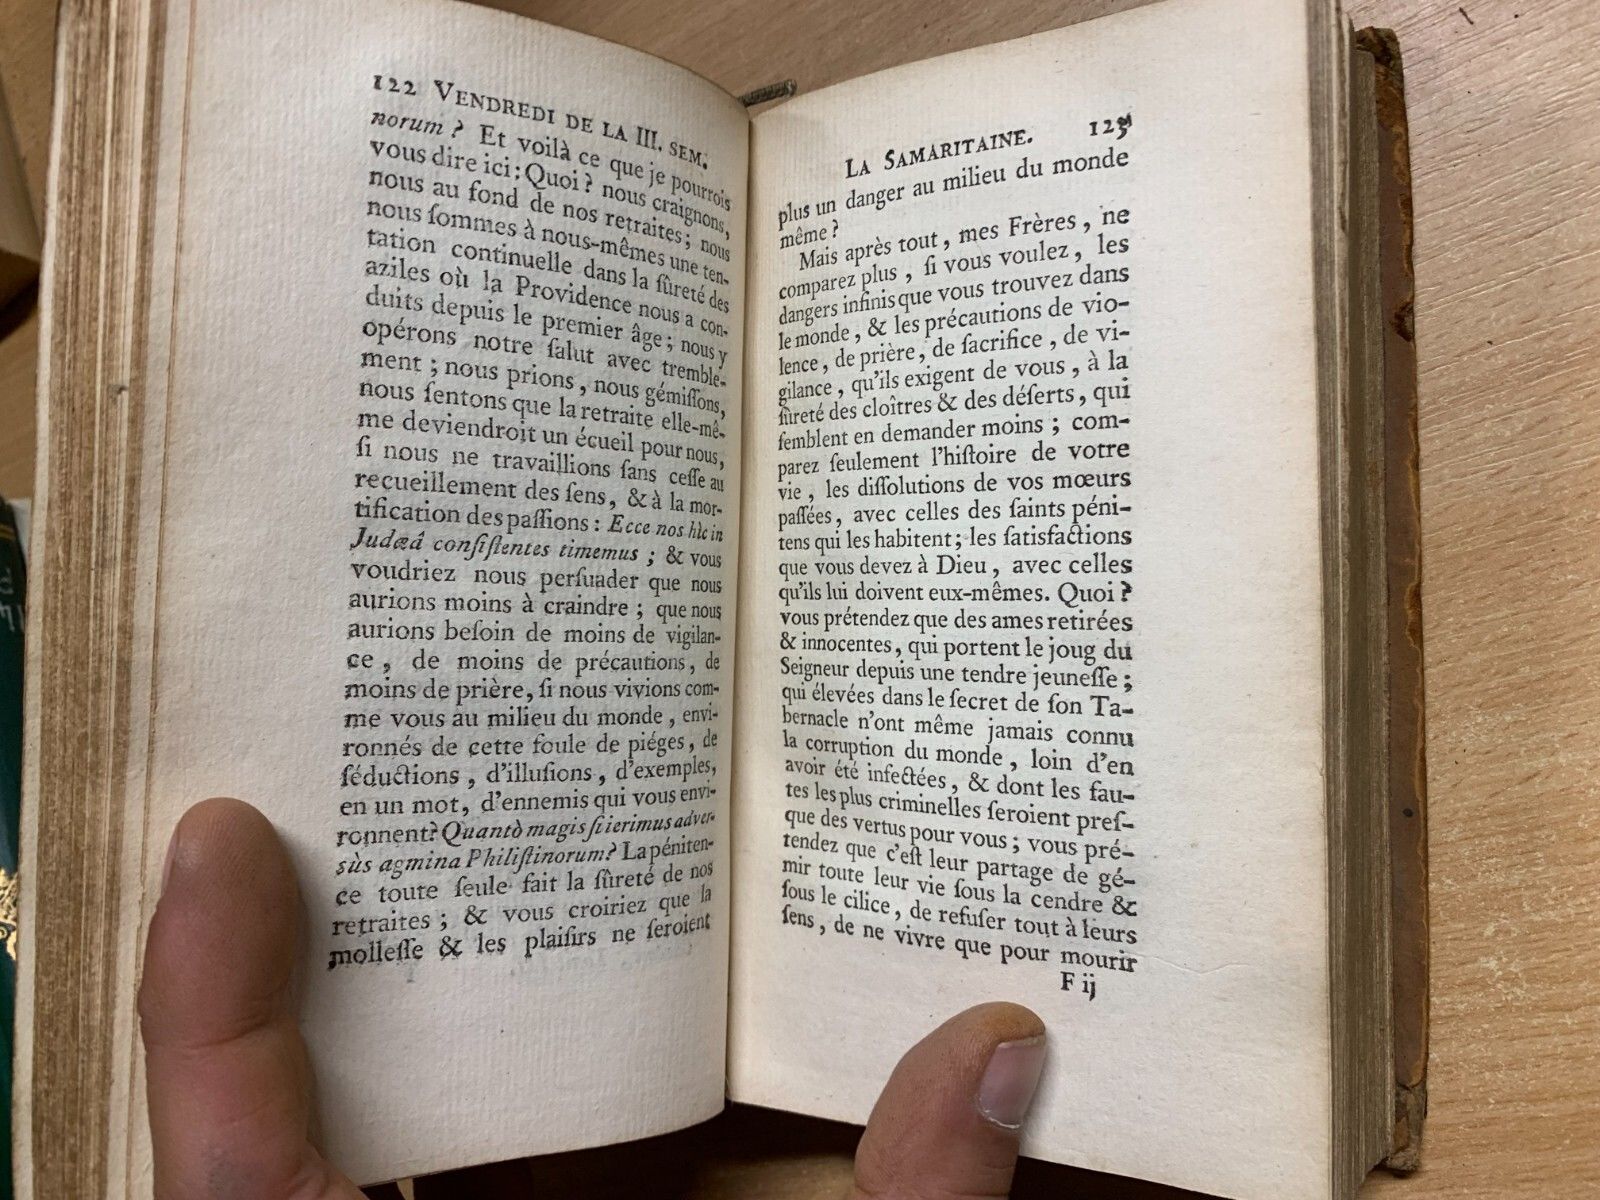 122 VENDREDI DE LA III. SEM.
norum ? Et voilà ce que je pourrois
vous dire ici ; Quoi ? nous craignons,
nous au fond de nos retraites ; nous
nous ſommes à nous-mêmes une ten-
tation continuelle dans la ſûreté des
aziles où la Providence nous a con-
duits depuis le premier âge ; nous y
opérons notre ſalut avec tremble-
ment ; nous prions, nous gémiſſons,
nous ſentons que la retraite elle-mê-
me deviendroit un écueil pour nous,
ſi nous ne travaillions ſans ceſſe au
recueillement des ſens, & à la mor-
tification des paſſions : Ecce nos hìc in
Judæâ conſiſtentes timemus ; & vous
voudriez nous perſuader que nous
aurions moins à craindre ; que nous
aurions beſoin de moins de vigilan-
ce, de moins de précautions, de
moins de prière, ſi nous vivions com-
me vous au milieu du monde, envi-
ronnés de cette foule de piéges, de
ſéductions, d'illuſions, d'exemples,
en un mot, d'ennemis qui vous envi-
ronnent? Quantò magis ſi ierimus adver-
sùs agmina Philiſtinorum? La péniten-
ce toute ſeule fait la ſûreté de nos
retraites ; & vous croiriez que la
molleſſe & les plaiſirs ne ſeroient
LA SAMARITAINE. 123
plus un danger au milieu du monde
même ?
Mais après tout, mes Frères, ne
comparez plus, ſi vous voulez, les
dangers infinis que vous trouvez dans
le monde, & les précautions de vio-
lence, de prière, de ſacrifice, de vi-
gilance, qu'ils exigent de vous, à la
ſûreté des cloîtres & des déſerts, qui
ſemblent en demander moins ; com-
parez ſeulement l'hiſtoire de votre
vie, les diſſolutions de vos mœurs
paſſées, avec celles des ſaints péni-
tens qui les habitent ; les ſatisfactions
que vous devez à Dieu, avec celles
qu'ils lui doivent eux-mêmes. Quoi ?
vous prétendez que des ames retirées
& innocentes, qui portent le joug du
Seigneur depuis une tendre jeuneſſe ;
qui élevées dans le ſecret de ſon Ta-
bernacle n'ont même jamais connu
la corruption du monde, loin d'en
avoir été infectées, & dont les fau-
tes les plus criminelles ſeroient preſ-
que des vertus pour vous ; vous pré-
tendez que c'eſt leur partage de gé-
mir toute leur vie ſous la cendre &
ſous le cilice, de refuſer tout à leurs
ſens, de ne vivre que pour mourir
F ij